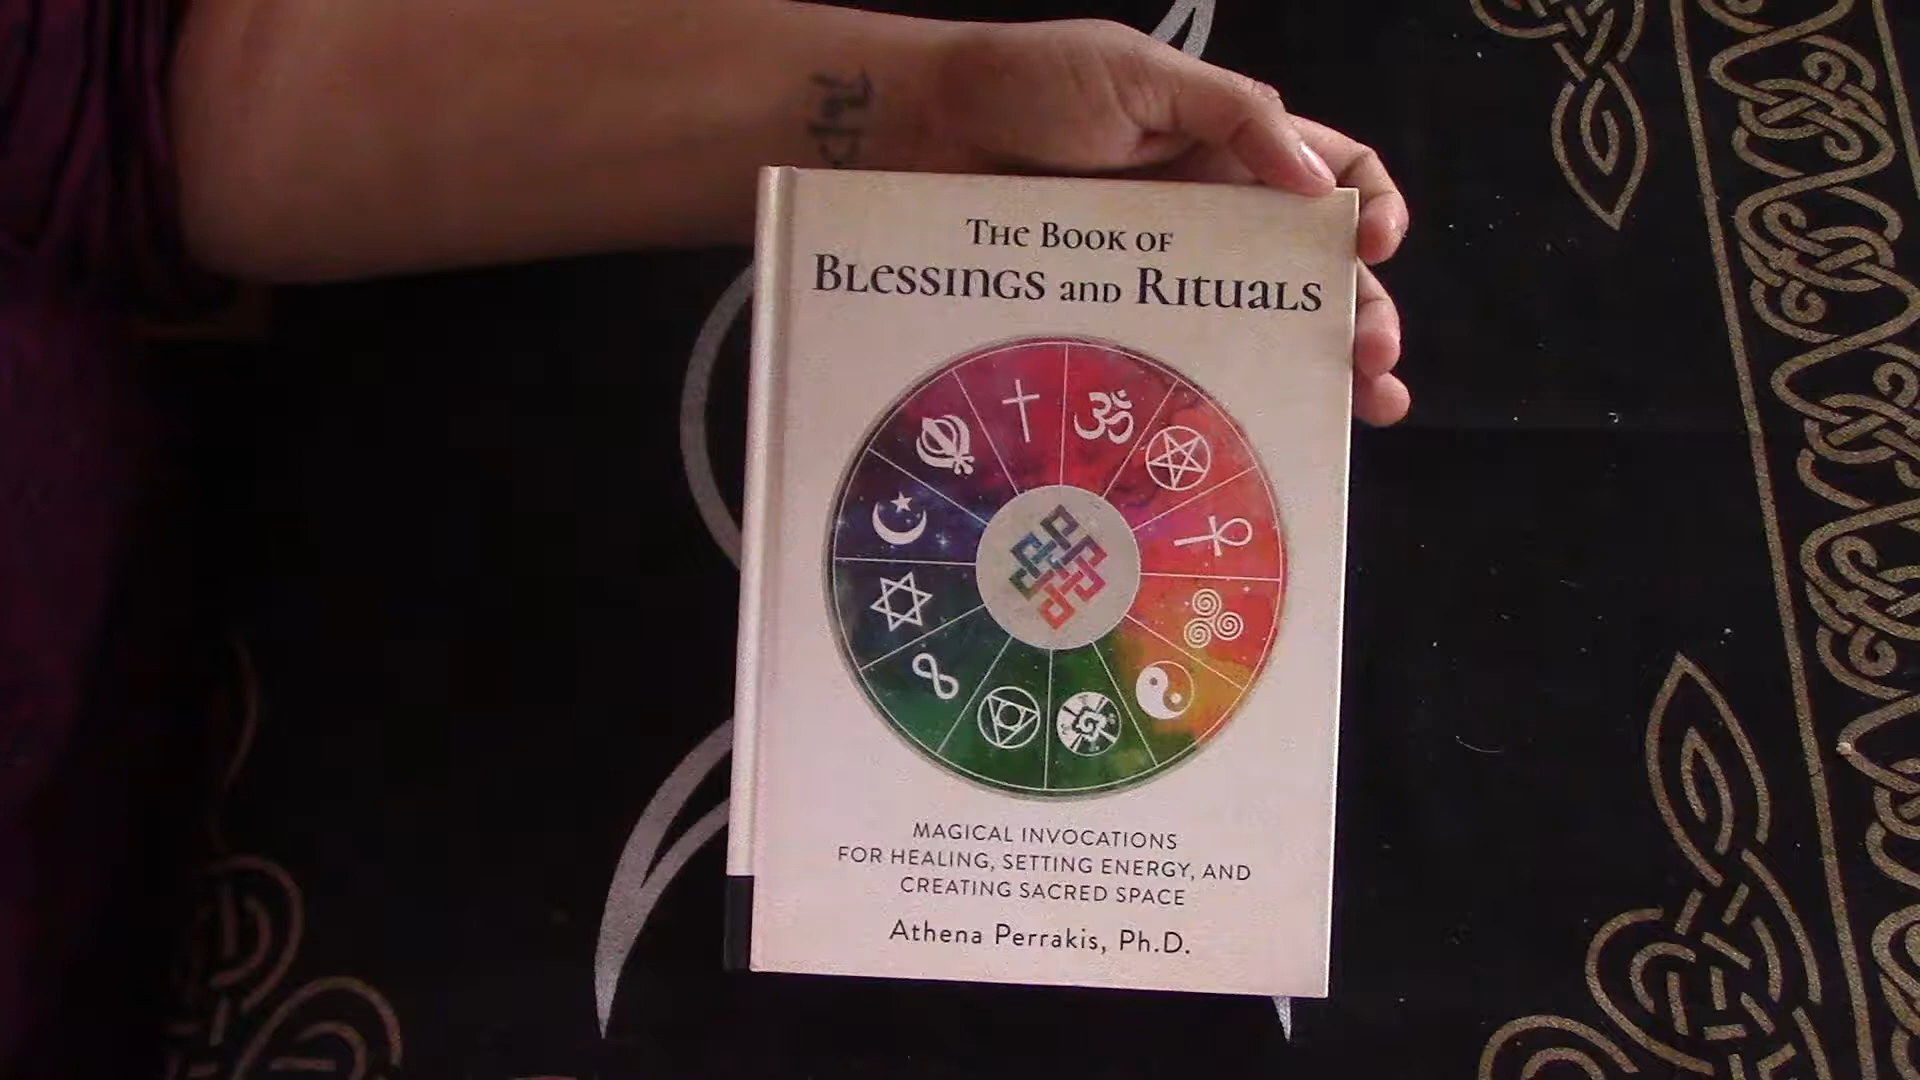 The Book of
Blessings and Rituals
MAGICAL INVOCATIONS
FOR HEALING, SETTING ENERGY, AND
CREATING SACRED SPACE
Athena Perrakis, Ph.D.